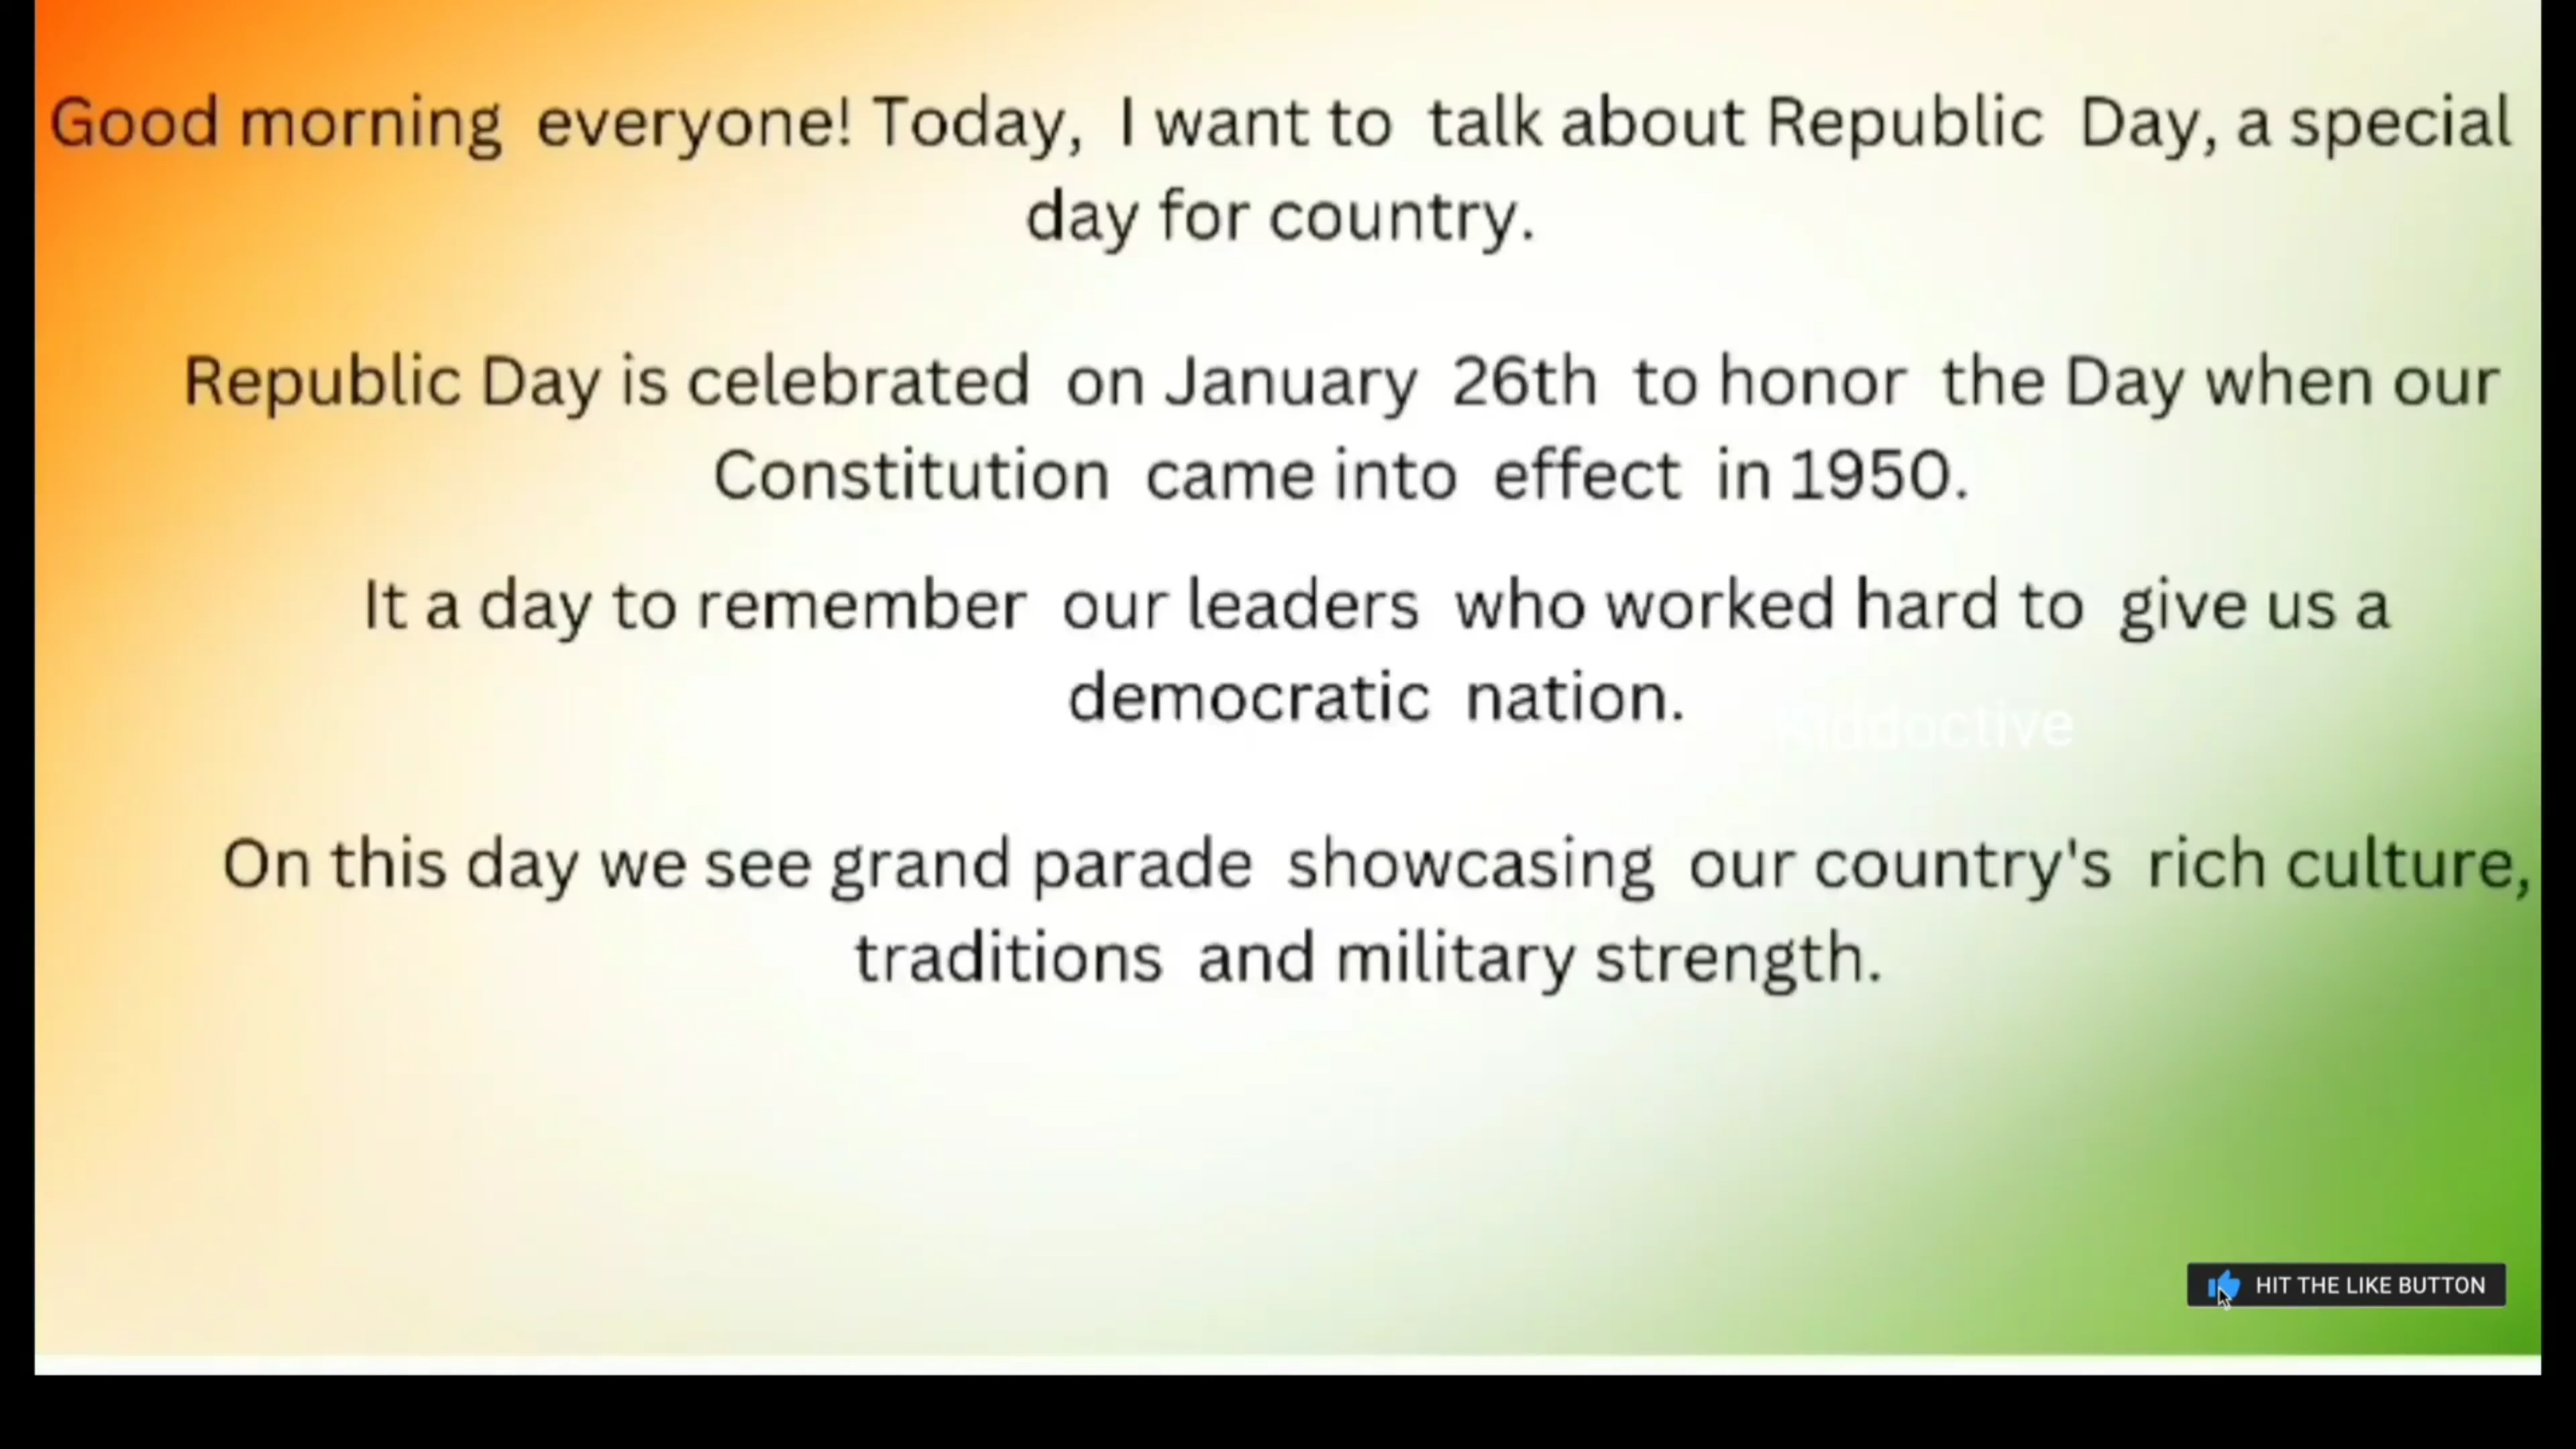 Good morning everyone! Today, I want to talk about Republic Day, a special
day for country.
Republic Day is celebrated on January 26th to honor the Day when our
Constitution came into effect in 1950.
It a day to remember our leaders who worked hard to give us a
democratic nation.
On this day we see grand parade showcasing our country's rich culture,
traditions and military strength.
HIT THE LIKE BUTTON